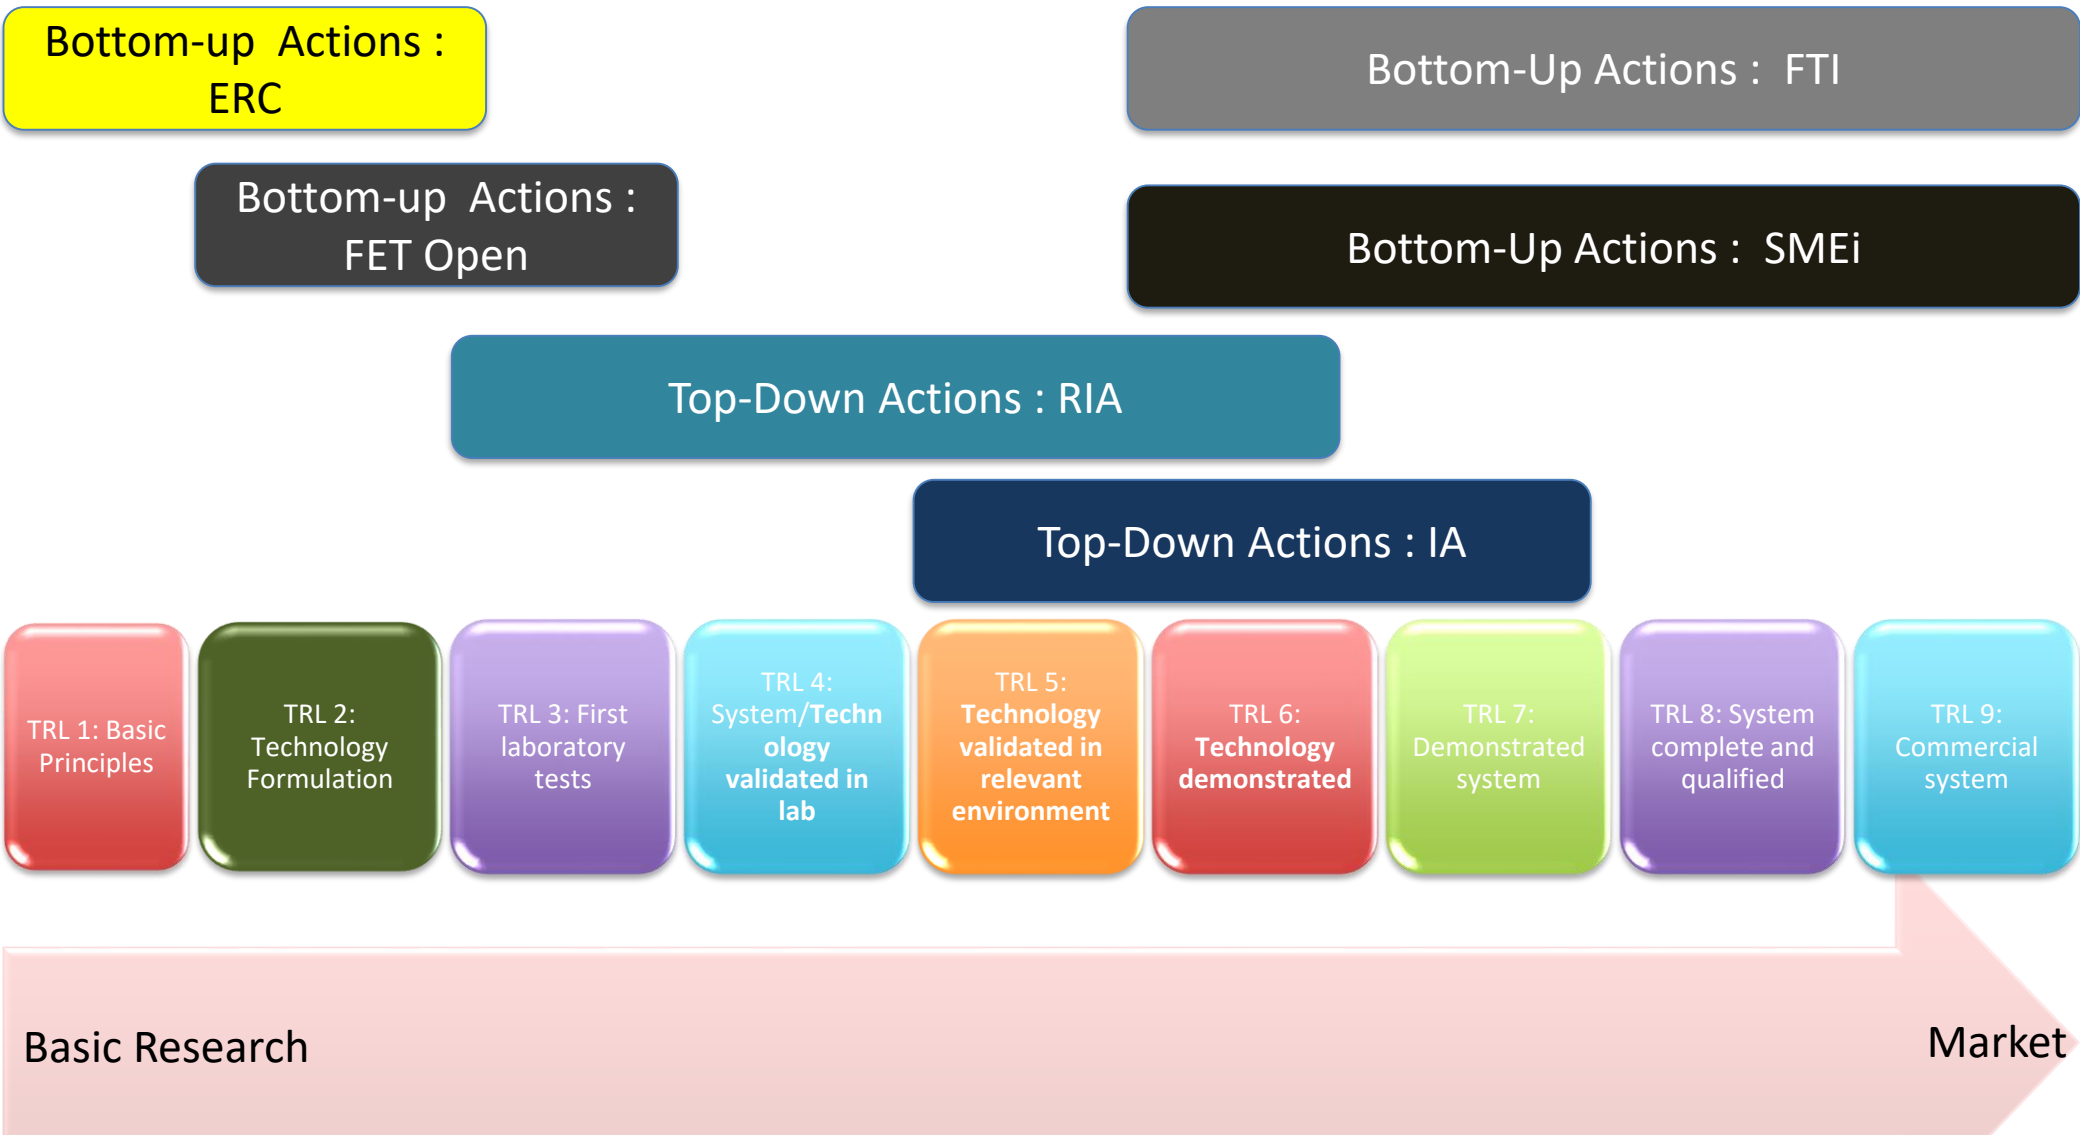 Bottom-up Actions :
ERC
Bottom-Up Actions : FTI
Bottom-up Actions :
FET Open
Bottom-Up Actions : SMEi
Top-Down Actions : RIA
Top-Down Actions : IA
TRL 1: Basic
Principles
TRL 2:
Technology
Formulation
TRL 3: First
laboratory
tests
TRL 4:
System/Techn
ology
validated in
lab
TRL 5:
Technology
validated in
relevant
environment
TRL 6:
Technology
demonstrated
TRL 7:
Demonstrated
system
TRL 8: System
complete and
qualified
TRL 9:
Commercial
system
Basic Research
Market